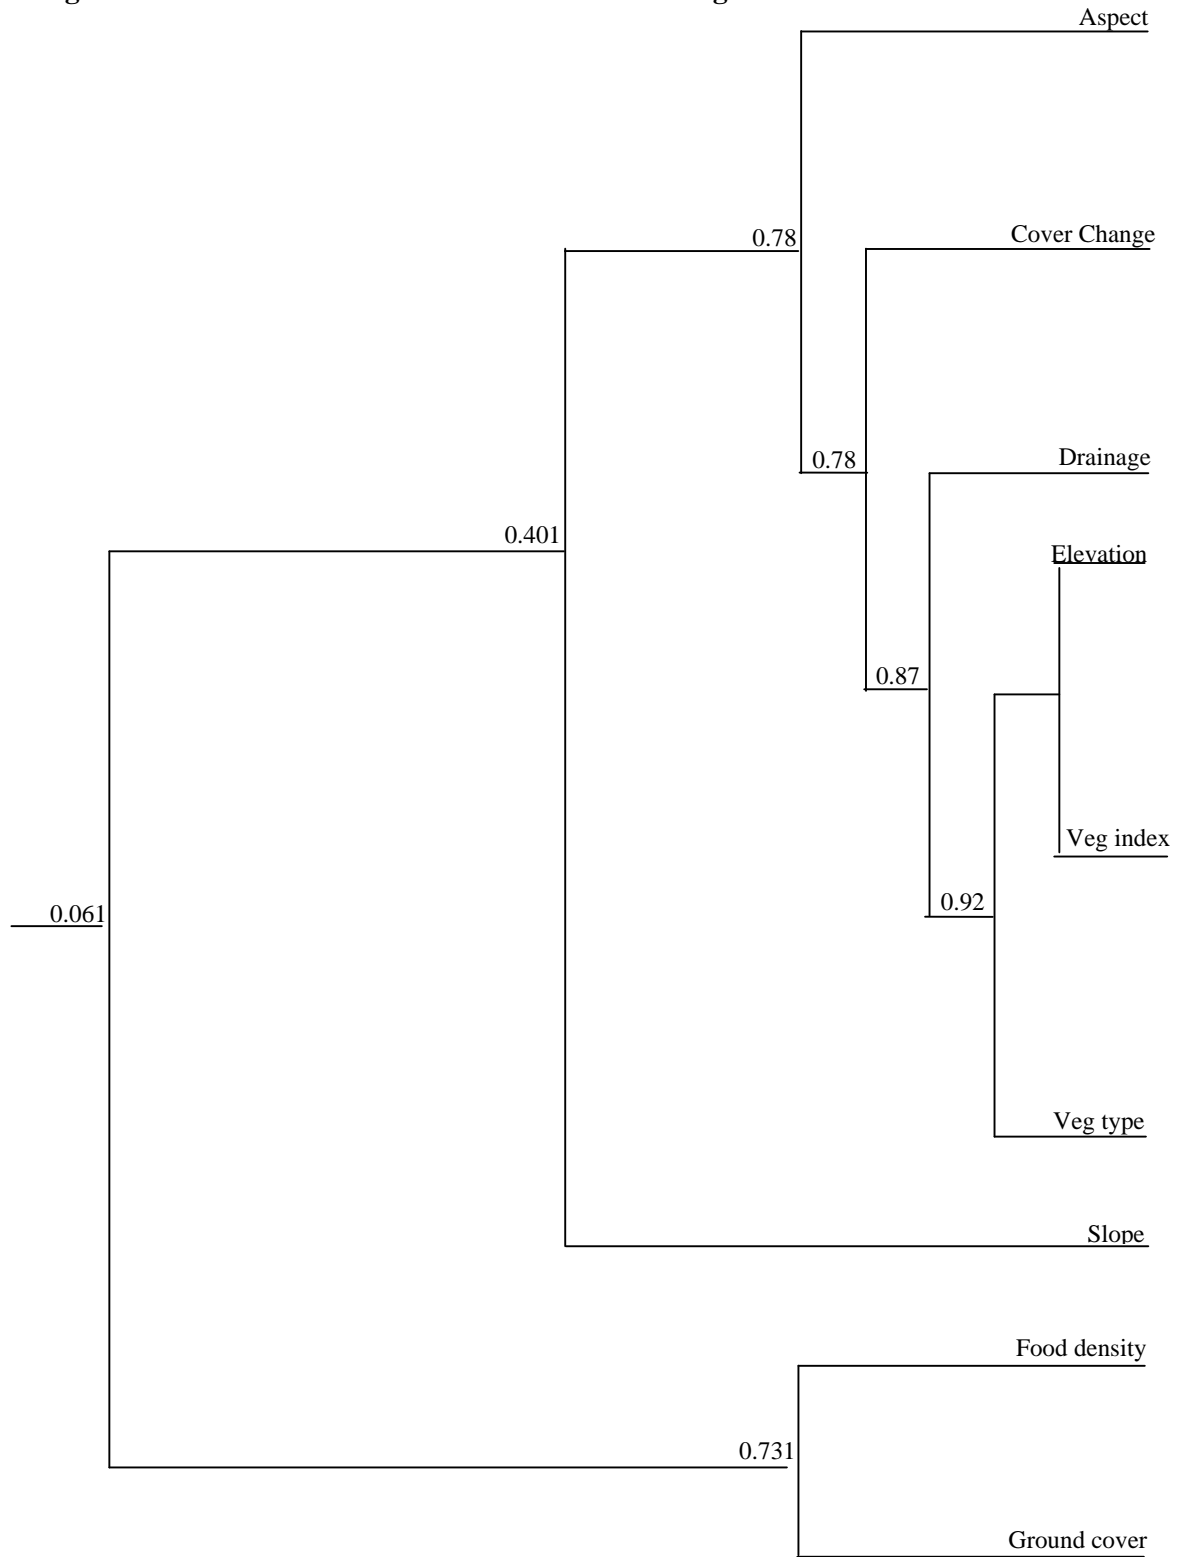 Aspect
0.78
Cover Change
0.78
Drainage
0.401
Elevation
0.87
Veg index
0.061
0.92
Veg type
Slope
Food density
0.731
Ground cover